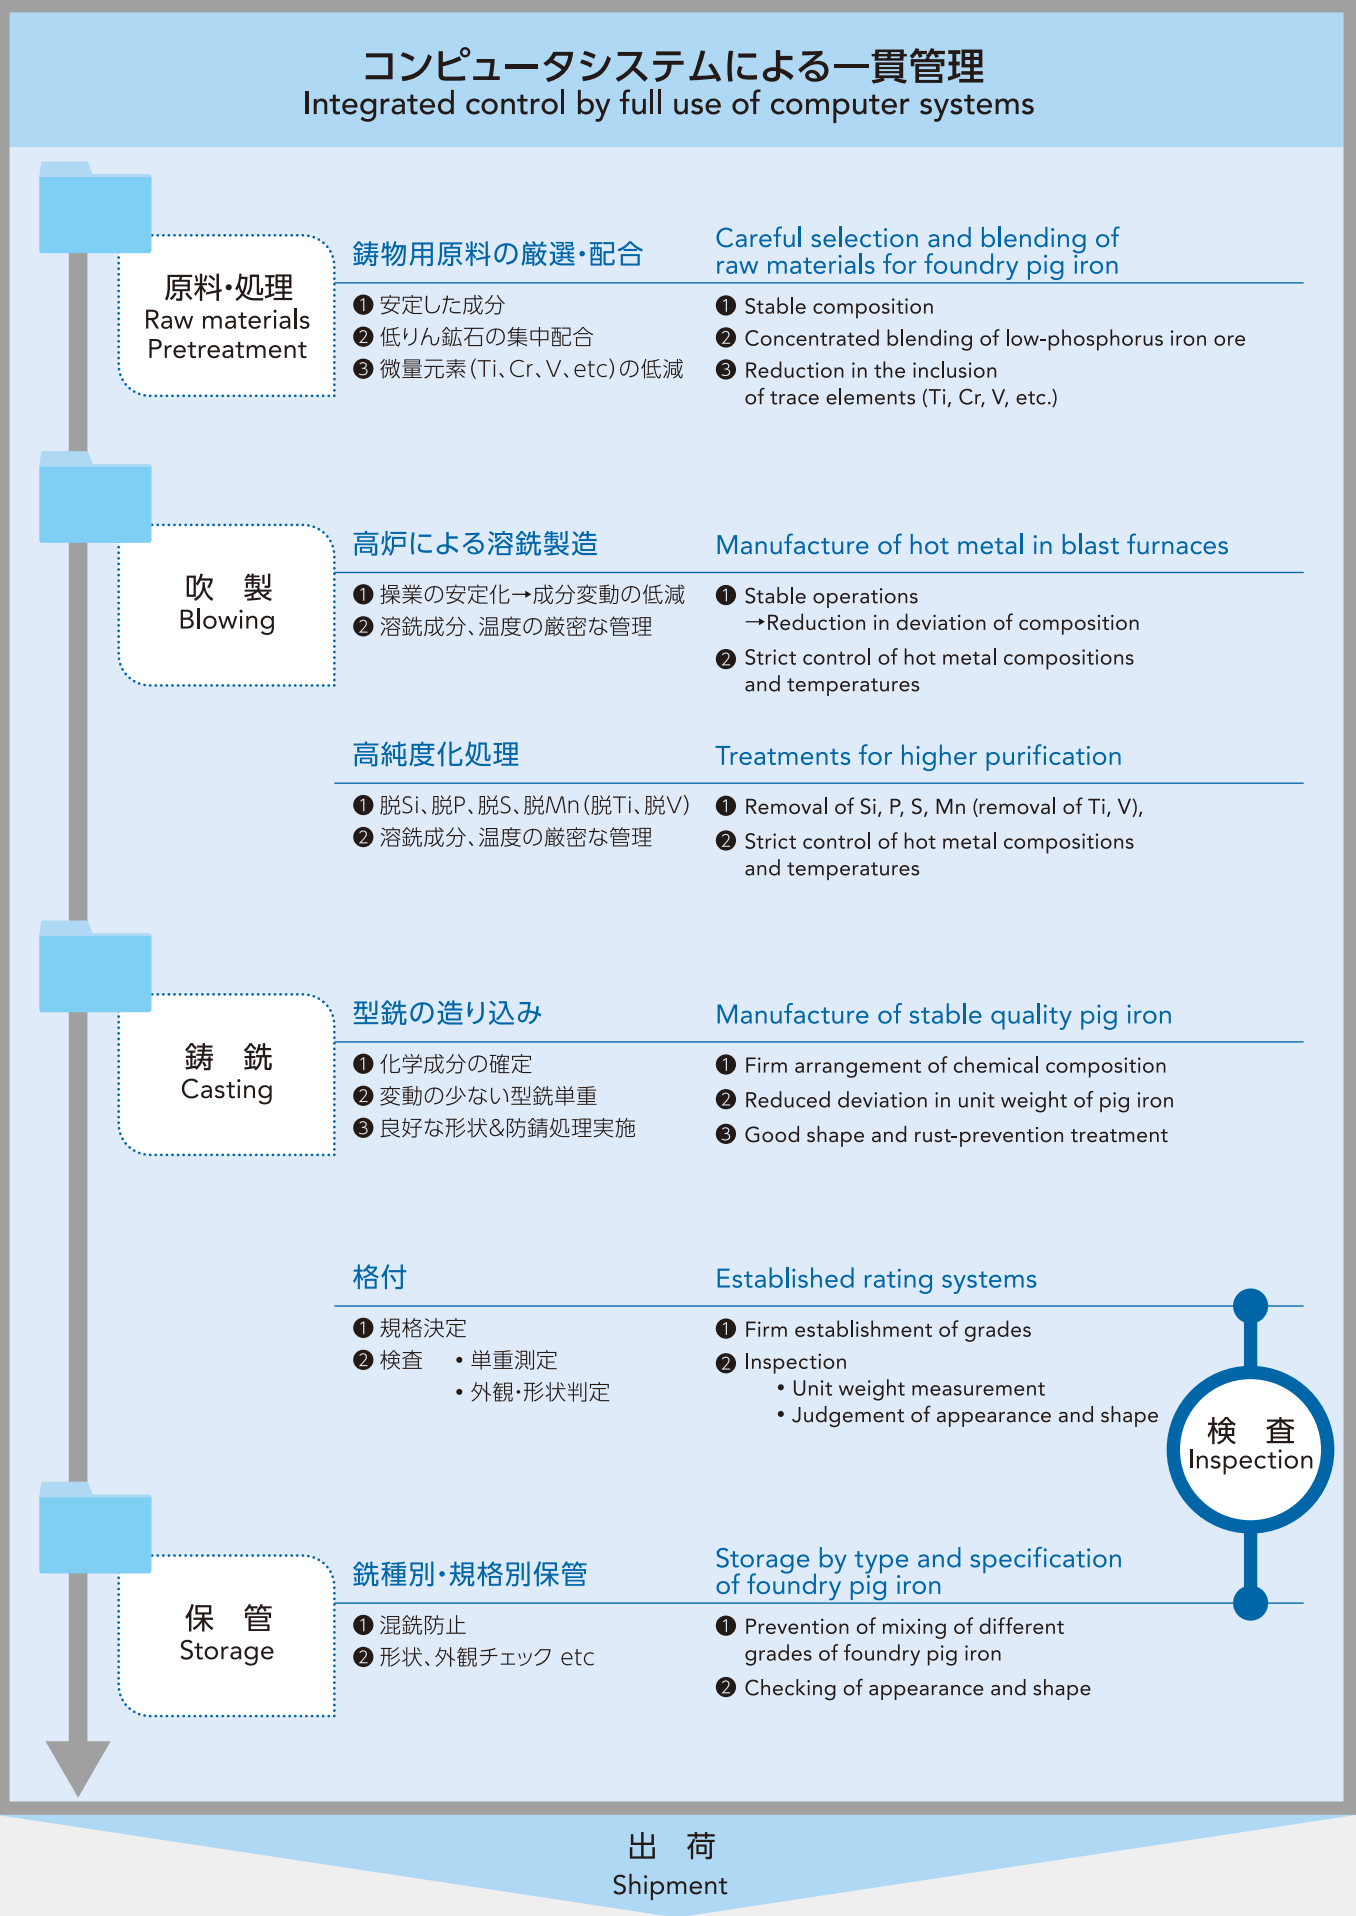 コンピュータシステムによる一貫管理
Integrated control by full use of computer systems
原料・処理
Raw materials
Pretreatment
鋳物用原料の厳選・配合
❶ 安定した成分
❷ 低りん鉱石の集中配合
❸ 微量元素(Ti、Cr、V、etc)の低減
Careful selection and blending of
raw materials for foundry pig iron
❶ Stable composition
❷ Concentrated blending of low-phosphorus iron ore
❸ Reduction in the inclusion
of trace elements (Ti, Cr, V, etc.)
吹 製
Blowing
高炉による溶銑製造
❶ 操業の安定化→成分変動の低減
❷ 溶銑成分、温度の厳密な管理
Manufacture of hot metal in blast furnaces
❶ Stable operations
→Reduction in deviation of composition
❷ Strict control of hot metal compositions
and temperatures
高純度化処理
❶ 脱Si、脱P、脱S、脱Mn(脱Ti、脱V)
❷ 溶銑成分、温度の厳密な管理
Treatments for higher purification
❶ Removal of Si, P, S, Mn (removal of Ti, V),
❷ Strict control of hot metal compositions
and temperatures
鋳 銑
Casting
型銑の造り込み
❶ 化学成分の確定
❷ 変動の少ない型銑単重
❸ 良好な形状&防錆処理実施
Manufacture of stable quality pig iron
❶ Firm arrangement of chemical composition
❷ Reduced deviation in unit weight of pig iron
❸ Good shape and rust-prevention treatment
格付
❶ 規格決定
❷ 検査 • 単重測定
• 外観・形状判定
Established rating systems
❶ Firm establishment of grades
❷ Inspection
• Unit weight measurement
• Judgement of appearance and shape
検 査
Inspection
保 管
Storage
銑種別・規格別保管
❶ 混銑防止
❷ 形状、外観チェック etc
Storage by type and specification
of foundry pig iron
❶ Prevention of mixing of different
grades of foundry pig iron
❷ Checking of appearance and shape
出 荷
Shipment